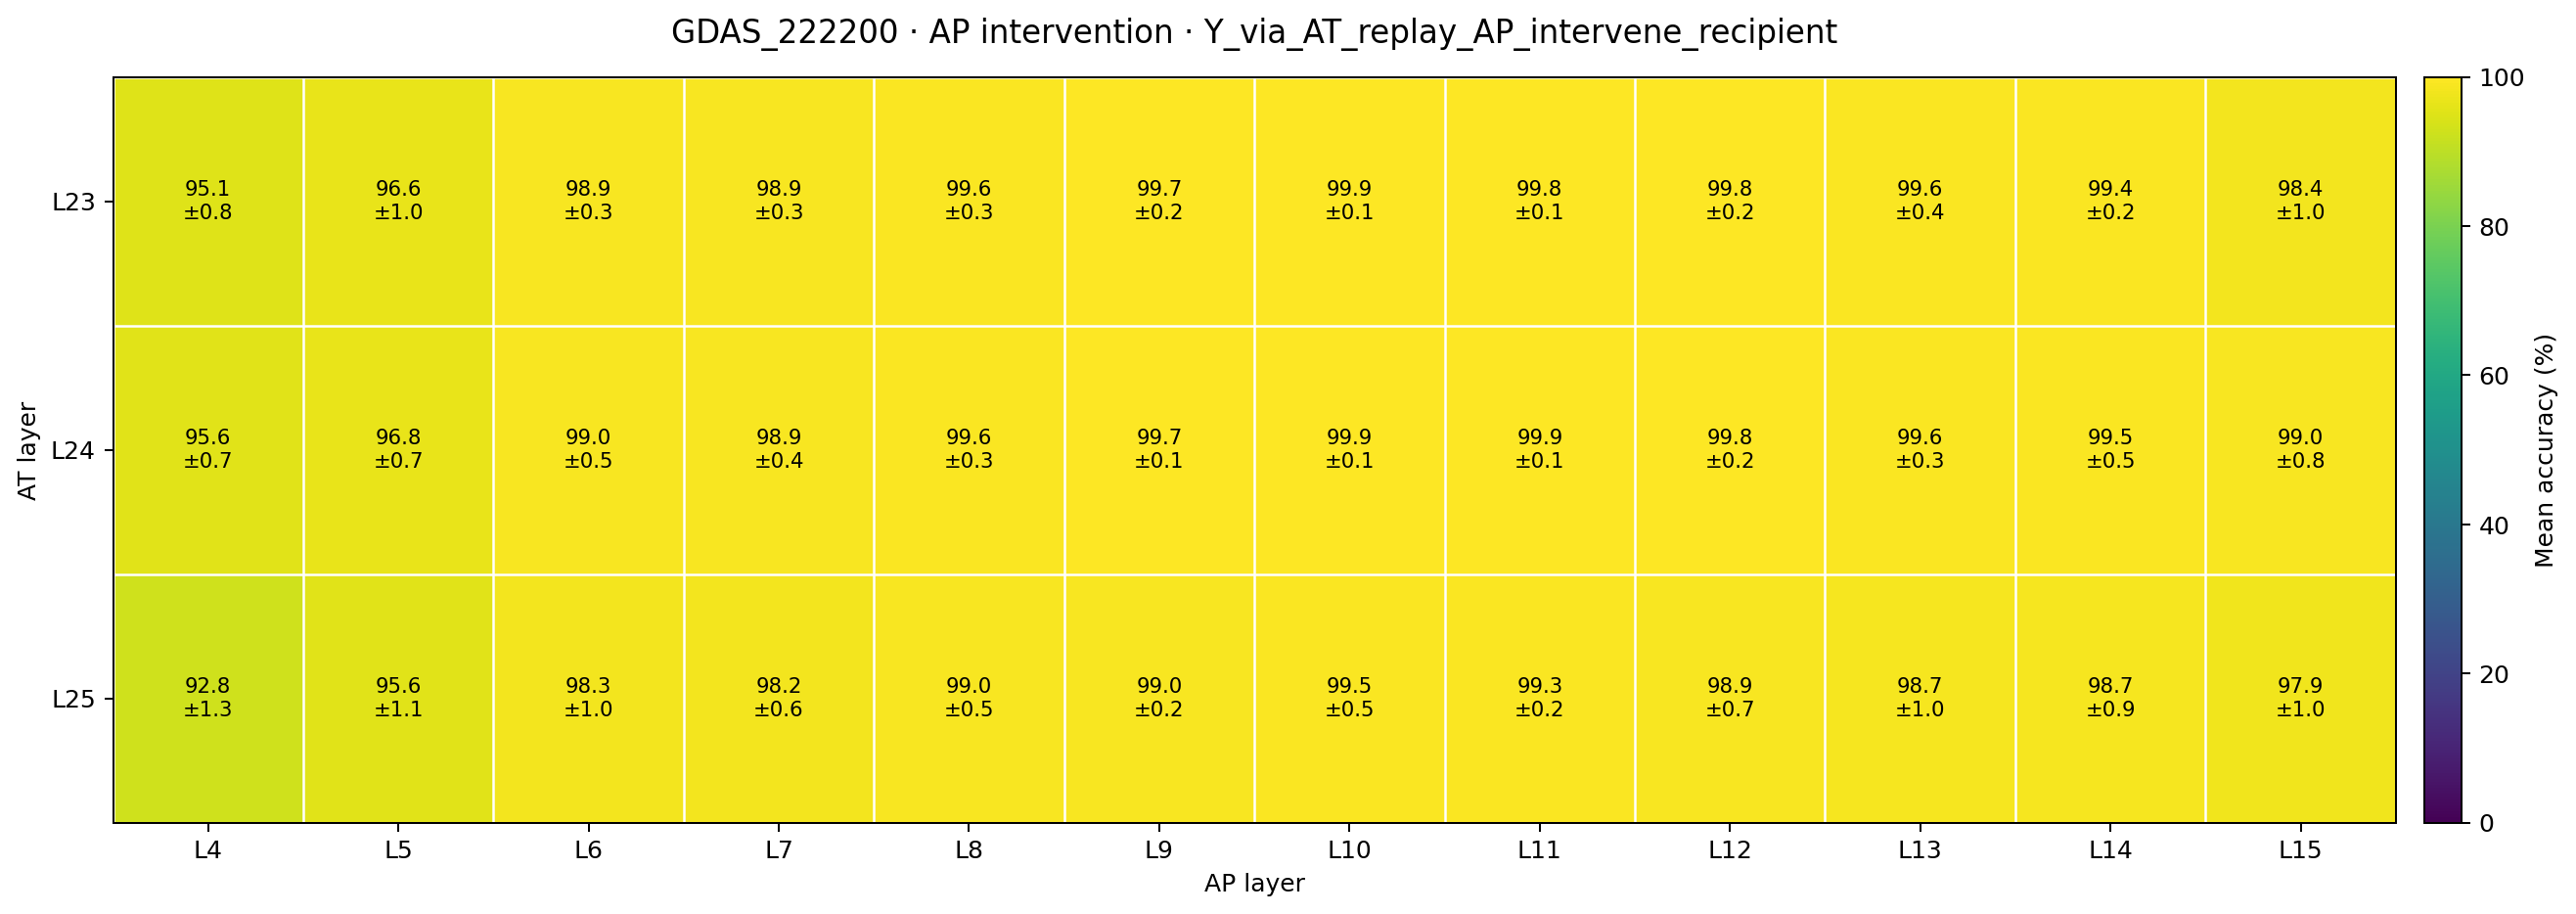 GDAS_222200 · AP intervention · Y_via_AT_replay_AP_intervene_recipient
100
95.1 96.6 98.9 98.9 99.6 99.7 99.9 99.8 99.8 99.6 99.4 98.4
L23
±0.8 ±1.0 ±0.3 ±0.3 ±0.3 ±0.2 ±0.1 ±0.1 ±0.2 ±0.4 ±0.2 ±1.0
80
AT layer
95.6 96.8 99.0 98.9 99.6 99.7 99.9 99.9 99.8 99.6 99.5 99.0
L24
±0.7 ±0.7 ±0.5 ±0.4 ±0.3 ±0.1 ±0.1 ±0.1 ±0.2 ±0.3 ±0.5 ±0.8
60
Mean accuracy (%)
40
92.8 95.6 98.3 98.2 99.0 99.0 99.5 99.3 98.9 98.7 98.7 97.9
L25
±1.3 ±1.1 ±1.0 ±0.6 ±0.5 ±0.2 ±0.5 ±0.2 ±0.7 ±1.0 ±0.9 ±1.0
20
0
L4 L5 L6 L7 L8 L9 L10 L11 L12 L13 L14 L15
AP layer